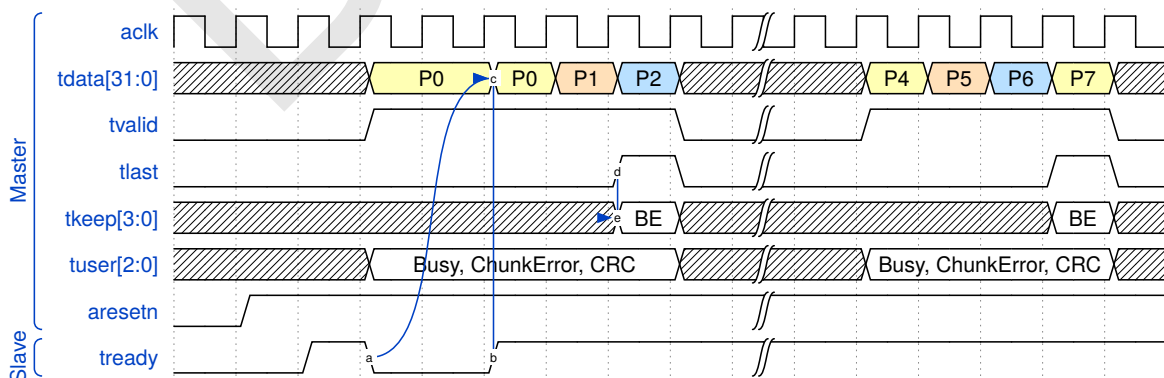 aclk
tdata[31:0] P0 c P0 P1 P2 P4 P5 P6 P7
tvalid
Master
tlast d
tkeep[3:0] e BE BE
tuser[2:0] Busy, ChunkError, CRC Busy, ChunkError, CRC
aresetn
Slave
tready a b